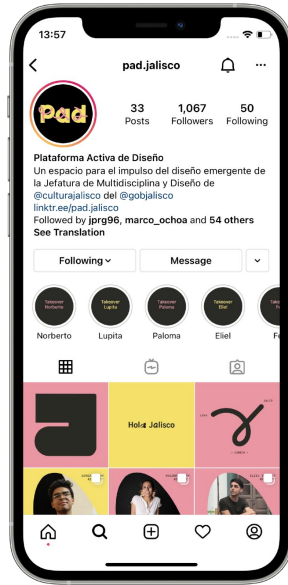 13:57
pad.jalisco
Pad
33 1,067 50
Posts Followers Following
Plataforma Activa de Diseño
Un espacio para el impulso del diseño emergente de
la Jefatura de Multidisciplina y Diseño de
@culturajalisco del @gobjalisco
linktr.ee/pad.jalisco
Followed by jprg96, marco_ochoa and 54 others
See Translation
Following Message
Takeover Norberto
Takeover Lupita
Takeover Paloma
Takeover Eliel
Norberto Lupita Paloma Eliel
Hola Jalisco